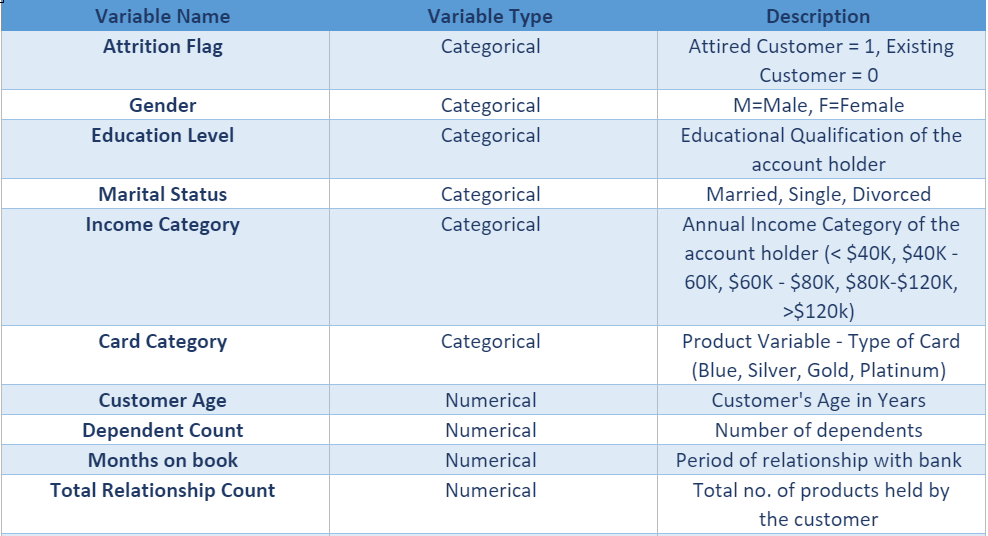 Variable Name Variable Type Description
Attrition Flag Categorical Attired Customer = 1, Existing
Customer = 0
Gender Categorical M=Male, F=Female
Education Level Categorical Educational Qualification of the
account holder
Marital Status Categorical Married, Single, Divorced
Income Category Categorical Annual Income Category of the
account holder (< $40K, $40K -
60K, $60K - $80K, $80K-$120K,
>$120k)
Card Category Categorical Product Variable - Type of Card
(Blue, Silver, Gold, Platinum)
Customer Age Numerical Customer's Age in Years
Dependent Count Numerical Number of dependents
Months on book Numerical Period of relationship with bank
Total Relationship Count Numerical Total no. of products held by
the customer